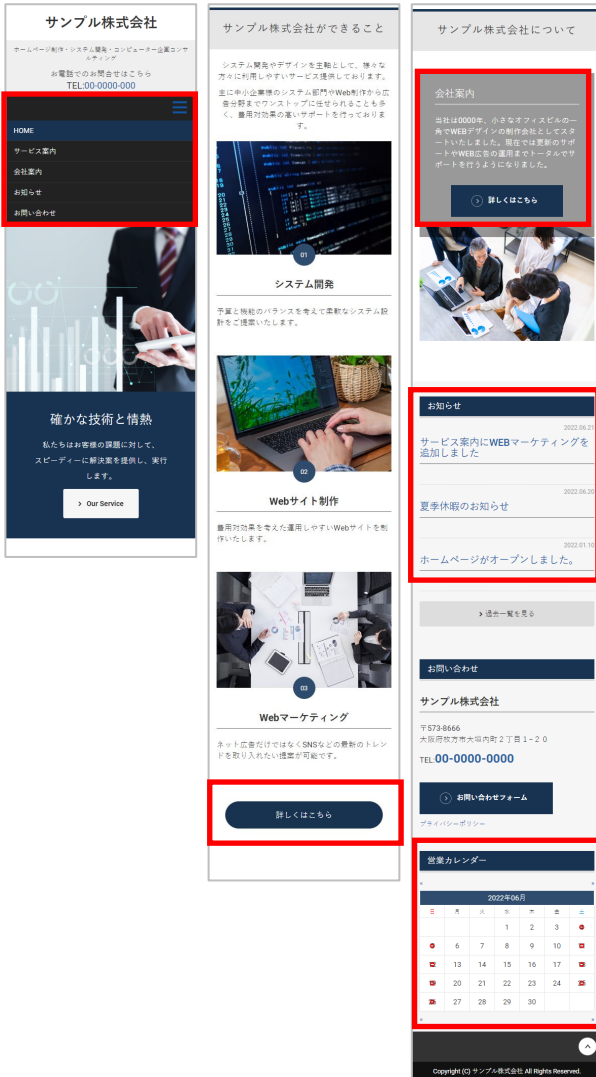 サンプル株式会社
ホームページ制作・システム開発・コンピューター企画コンサ
ルティング
お電話でのお問合せはこちら
TEL:00-0000-000
HOME
サービス案内
会社案内
お知らせ
お問い合わせ
確かな技術と情熱
私たちはお客様の課題に対して、
スピーディーに解決案を提供し、実行
します。
› Our Service
サンプル株式会社ができること
システム開発やデザインを主軸として、様々な
方々に利用しやすいサービス提供しております。
主に中小企業様のシステム部門やWeb制作から広
告分野までワンストップに任せられることも多
く、費用対効果の高いサポートを行っておりま
す。
01
システム開発
予算と機能のバランスを考えて柔軟なシステム設
計をご提案いたします。
02
Webサイト制作
費用対効果を考えた運用しやすいWebサイトを制
作いたします。
03
Webマーケティング
ネット広告だけではなくSNSなどの最新のトレン
ドを取り入れたい提案が可能です。
詳しくはこちら
サンプル株式会社について
会社案内
当社は0000年、小さなオフィスビルの一
角でWEBデザインの制作会社としてスタ
ートいたしました。現在では更新のサポ
ートやWEB広告の運用までトータルでサ
ポートを行うようになりました。
詳しくはこちら
お知らせ
2022.06.21
サービス案内にWEBマーケティングを
追加しました
2022.06.20
夏季休暇のお知らせ
2022.01.10
ホームページがオープンしました。
› 過去一覧を見る
お問い合わせ
サンプル株式会社
〒573-8666
大阪府枚方市大垣内町２丁目１−２０
TEL:00-0000-0000
お問い合わせフォーム
プライバシーポリシー
営業カレンダー
« »
2022年06月
日 月 火 水 木 金 土
1 2 3
6 7 8 9 10
13 14 15 16 17
20 21 22 23 24
27 28 29 30
« »
Copyright (C) サンプル株式会社 All Rights Reserved.